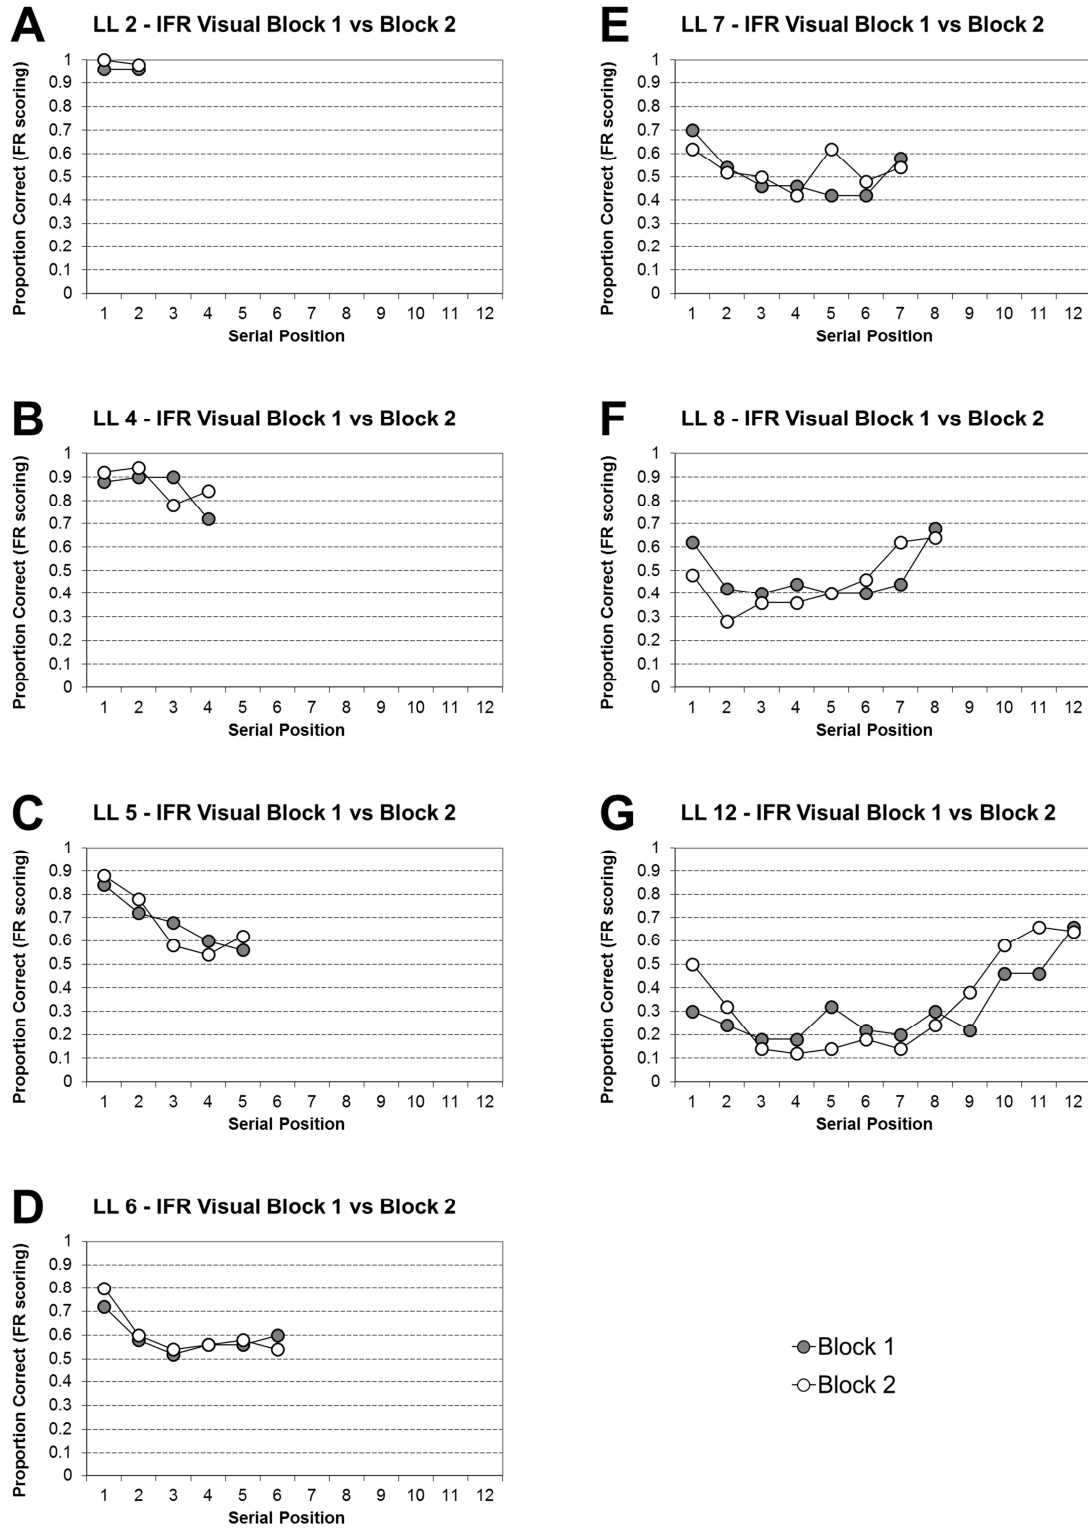 A
LL 2 - IFR Visual Block 1 vs Block 2
Proportion Correct (FR scoring)
1
0.9
0.8
0.7
0.6
0.5
0.4
0.3
0.2
0.1
0
1 2 3 4 5 6 7 8 9 10 11 12
Serial Position
B
LL 4 - IFR Visual Block 1 vs Block 2
Proportion Correct (FR scoring)
1
0.9
0.8
0.7
0.6
0.5
0.4
0.3
0.2
0.1
0
1 2 3 4 5 6 7 8 9 10 11 12
Serial Position
C
LL 5 - IFR Visual Block 1 vs Block 2
Proportion Correct (FR scoring)
1
0.9
0.8
0.7
0.6
0.5
0.4
0.3
0.2
0.1
0
1 2 3 4 5 6 7 8 9 10 11 12
Serial Position
D
LL 6 - IFR Visual Block 1 vs Block 2
Proportion Correct (FR scoring)
1
0.9
0.8
0.7
0.6
0.5
0.4
0.3
0.2
0.1
0
1 2 3 4 5 6 7 8 9 10 11 12
Serial Position
E
LL 7 - IFR Visual Block 1 vs Block 2
Proportion Correct (FR scoring)
1
0.9
0.8
0.7
0.6
0.5
0.4
0.3
0.2
0.1
0
1 2 3 4 5 6 7 8 9 10 11 12
Serial Position
F
LL 8 - IFR Visual Block 1 vs Block 2
Proportion Correct (FR scoring)
1
0.9
0.8
0.7
0.6
0.5
0.4
0.3
0.2
0.1
0
1 2 3 4 5 6 7 8 9 10 11 12
Serial Position
G
LL 12 - IFR Visual Block 1 vs Block 2
Proportion Correct (FR scoring)
1
0.9
0.8
0.7
0.6
0.5
0.4
0.3
0.2
0.1
0
1 2 3 4 5 6 7 8 9 10 11 12
Serial Position
Block 1
Block 2